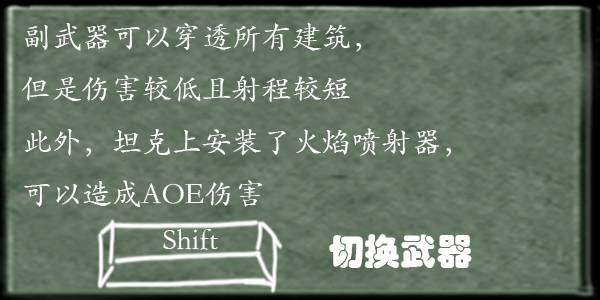 副武器可以穿透所有建筑，
但是伤害较低且射程较短
此外，坦克上安装了火焰喷射器，
可以造成AOE伤害
Shift 切换武器